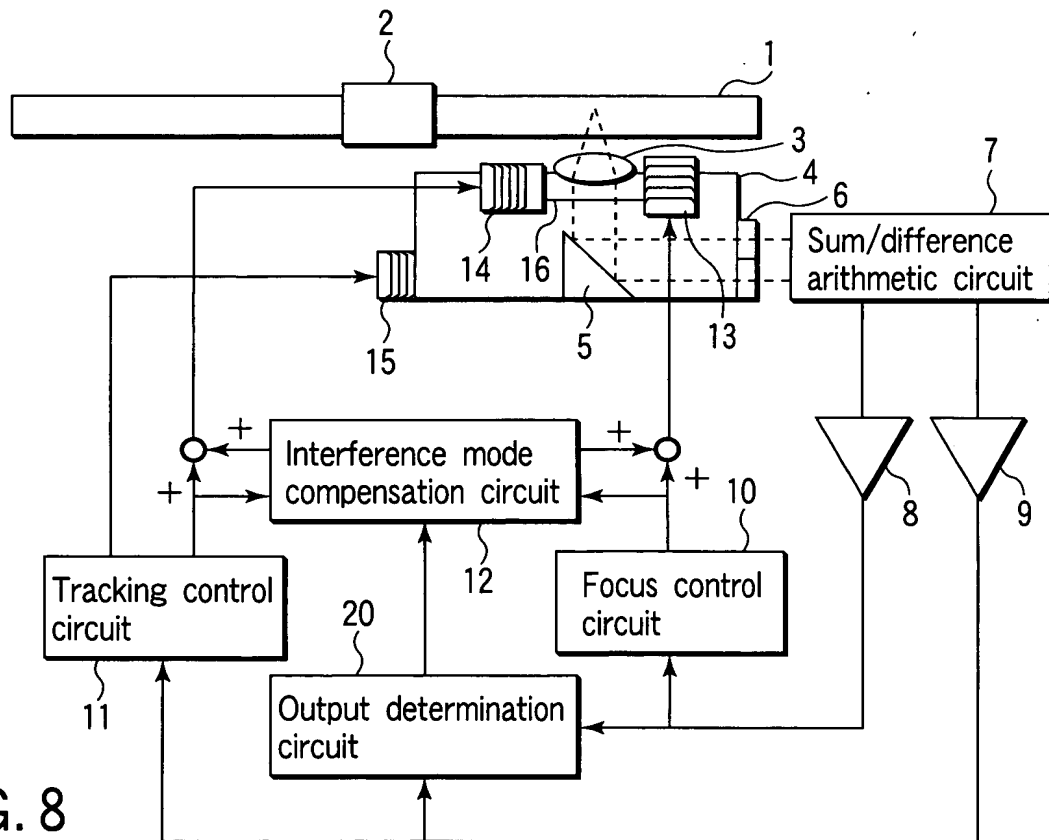 2
1
3
4
6
7
Sum/difference
arithmetic circuit
14
16
5
13
15
+
+
Interference mode
compensation circuit
+
+
8
9
10
12
Tracking control
circuit
Focus control
circuit
20
11
Output determination
circuit
G. 8